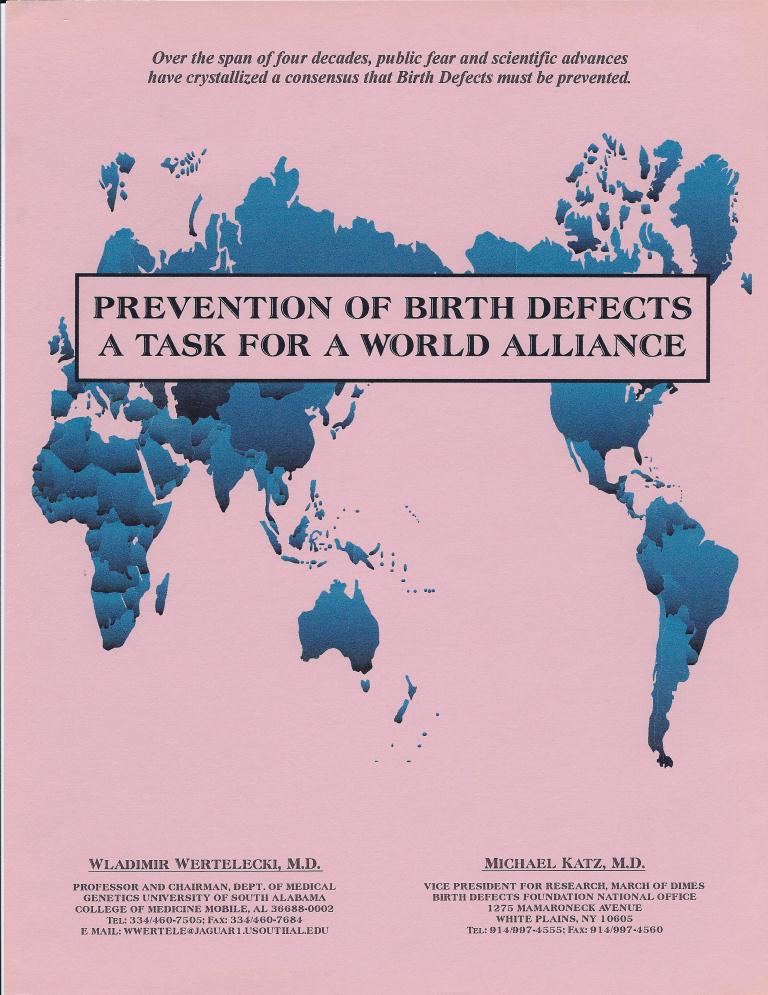 Over the span of four decades, public fear and scientific advances
have crystallized a consensus that Birth Defects must be prevented.
PREVENTION OF BIRTH DEFECTS
A TASK FOR A WORLD ALLIANCE
WLADIMIR WERTELECKI, M.D.
PROFESSOR AND CHAIRMAN, DEPT. OF MEDICAL
GENETICS UNIVERSITY OF SOUTH ALABAMA
COLLEGE OF MEDICINE MOBILE, AL 36688-0002
TEL: 334/460-7505; FAX: 334/460-7684
E MAIL: WWERTELE@JAGUAR1.USOUTHAL.EDU
MICHAEL KATZ, M.D.
VICE PRESIDENT FOR RESEARCH, MARCH OF DIMES
BIRTH DEFECTS FOUNDATION NATIONAL OFFICE
1275 MAMARONECK AVENUE
WHITE PLAINS, NY 10605
TEL: 914/997-4555; FAX: 914/997-4560